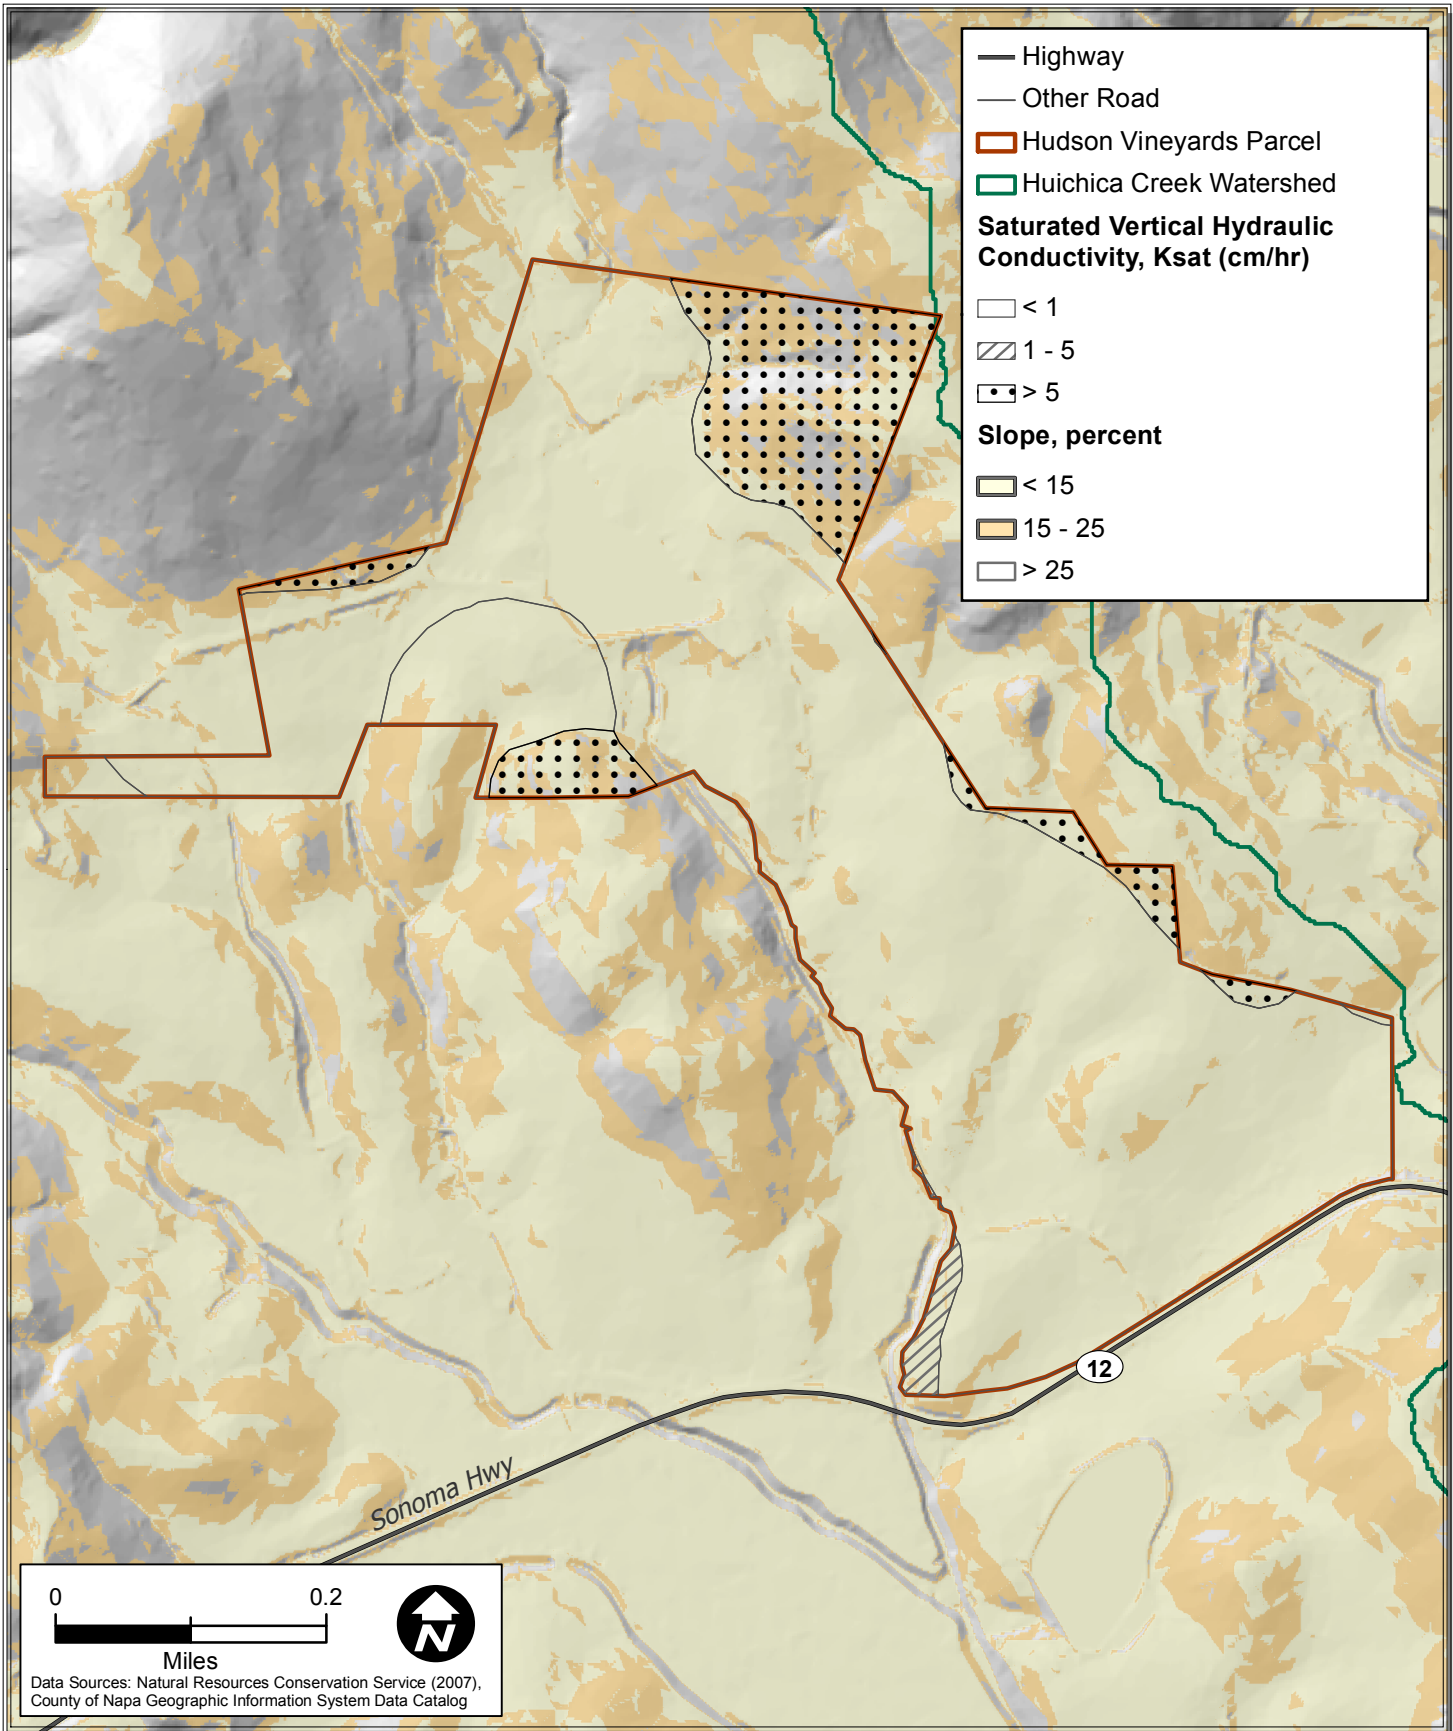 Highway
Other Road
Hudson Vineyards Parcel
Huichica Creek Watershed
Saturated Vertical Hydraulic
Conductivity, Ksat (cm/hr)
< 1
1 - 5
> 5
Slope, percent
< 15
15 - 25
> 25
12
Sonoma Hwy
0 0.2
Miles
N
Data Sources: Natural Resources Conservation Service (2007),
County of Napa Geographic Information System Data Catalog